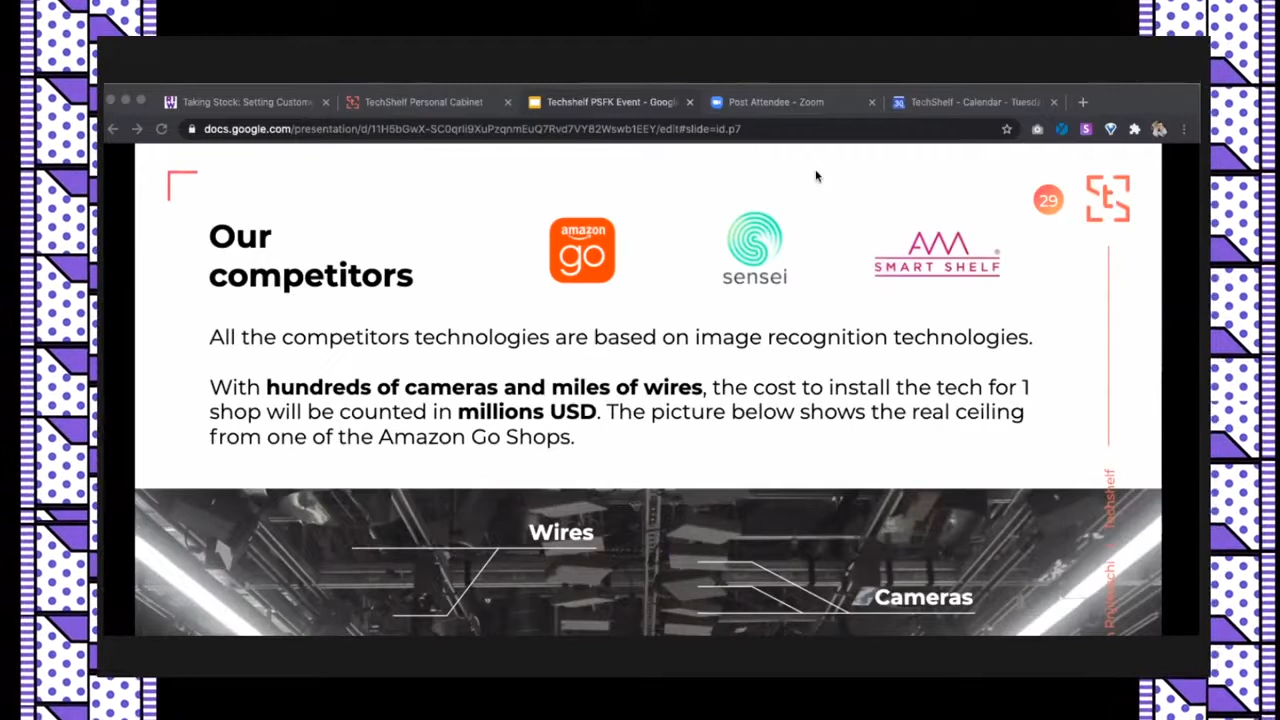 Taking Stock: Setting Custom
TechShelf Personal Cabinet
Techshelf PSFK Event - Googl
Post Attendee - Zoom
30 TechShelf - Calendar - Tuesd
docs.google.com/presentation/d/
/edit#slide=id.p7
29
Our
competitors
amazon
go
sensei
AM
SMART SHELF
All the competitors technologies are based on image recognition technologies.
With hundreds of cameras and miles of wires, the cost to install the tech for 1
shop will be counted in millions USD. The picture below shows the real ceiling
from one of the Amazon Go Shops.
Wires
Cameras
Techshelf